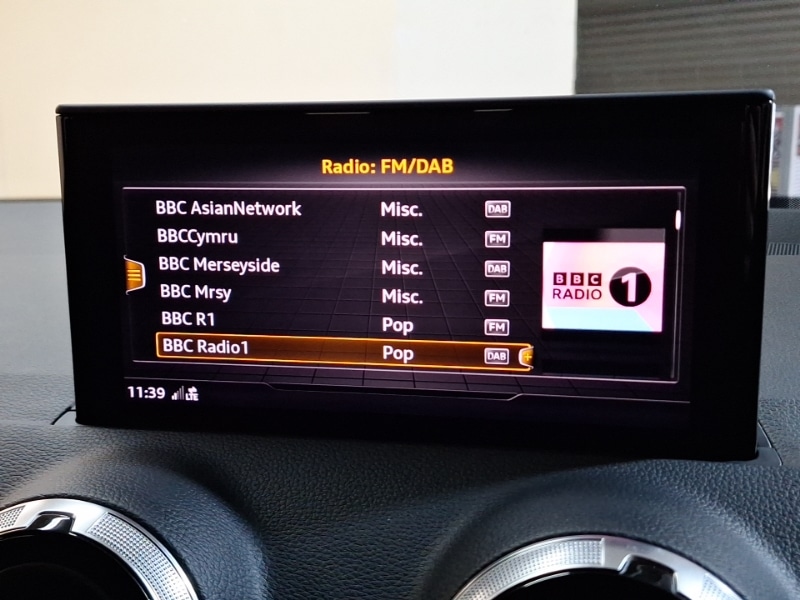 Radio: FM/DAB
BBC AsianNetwork Misc. DAB
BBCCymru Misc. FM
BBC Merseyside Misc. DAB
BBC Mrsy Misc. FM
BBC R1 Pop FM
BBC Radio1 Pop DAB
BBC
RADIO 1
11:39 LTE